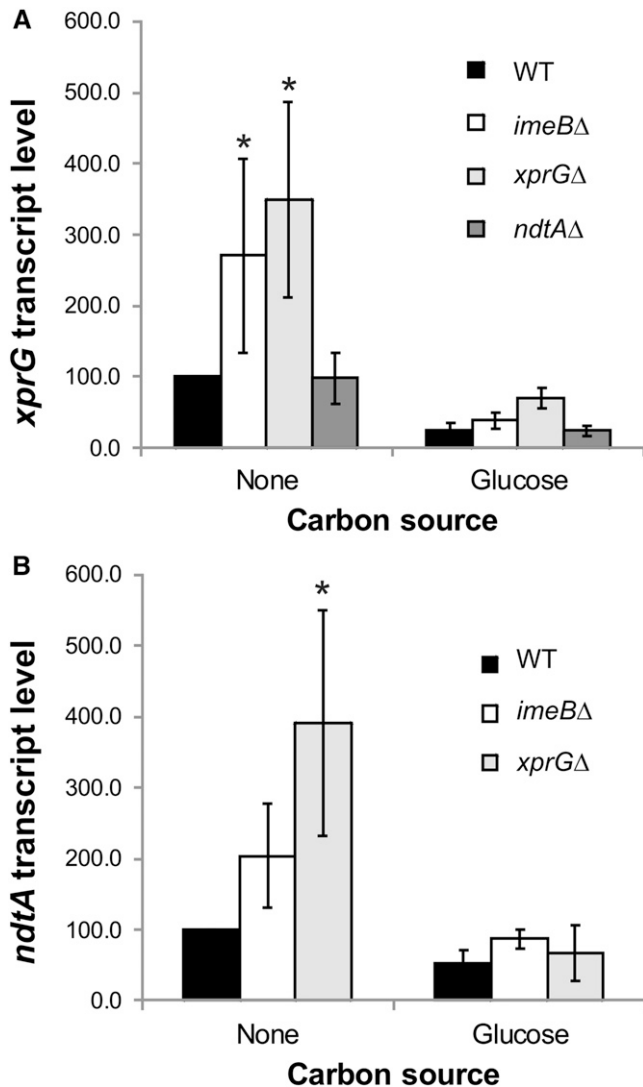 A
600.0
500.0
400.0
300.0
200.0
100.0
0.0
xprG transcript level
*
*
WT
imeBΔ
xprGΔ
ndtAΔ
None
Glucose
Carbon source
B
600.0
500.0
400.0
300.0
200.0
100.0
0.0
ndtA transcript level
*
WT
imeBΔ
xprGΔ
None
Glucose
Carbon source